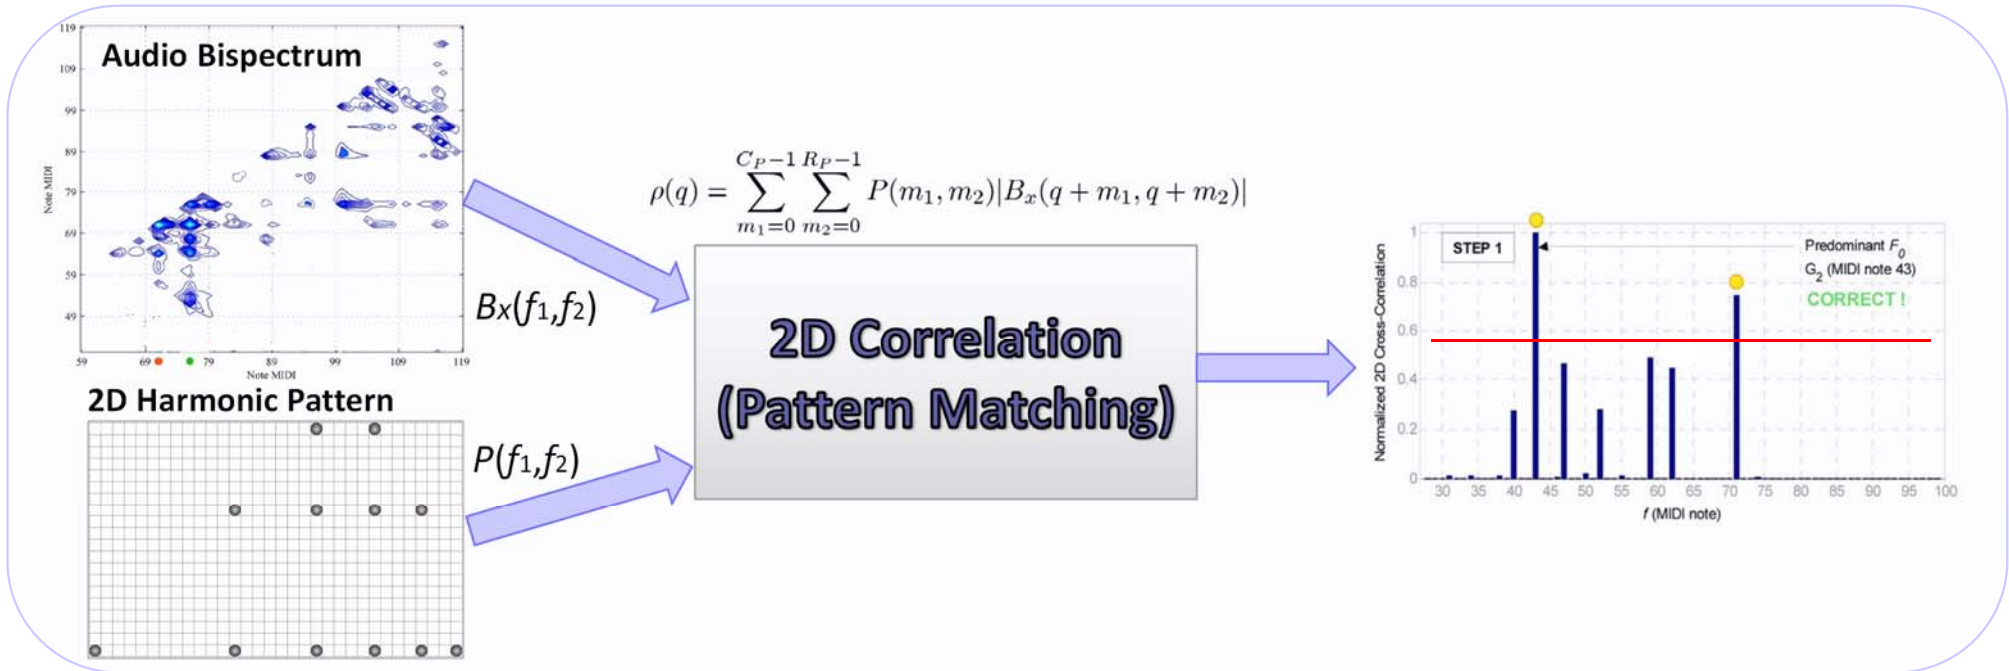 Audio Bispectrum
119
109
99
89
79
69
59
49
Note MIDI
59 69 79 89 99 109 119
Note MIDI
2D Harmonic Pattern
Bx(f1,f2)
P(f1,f2)
ρ(q) = ∑_{m₁=0}^{C_P−1} ∑_{m₂=0}^{R_P−1} P(m₁,m₂)|Bₓ(q + m₁, q + m₂)|
2D Correlation
(Pattern Matching)
Normalized 2D Cross-Correlation
1
0.8
0.6
0.4
0.2
0
STEP 1
Predominant F0
G2 (MIDI note 43)
CORRECT !
30 35 40 45 50 55 60 65 70 75 80 85 90 95 100
f (MIDI note)